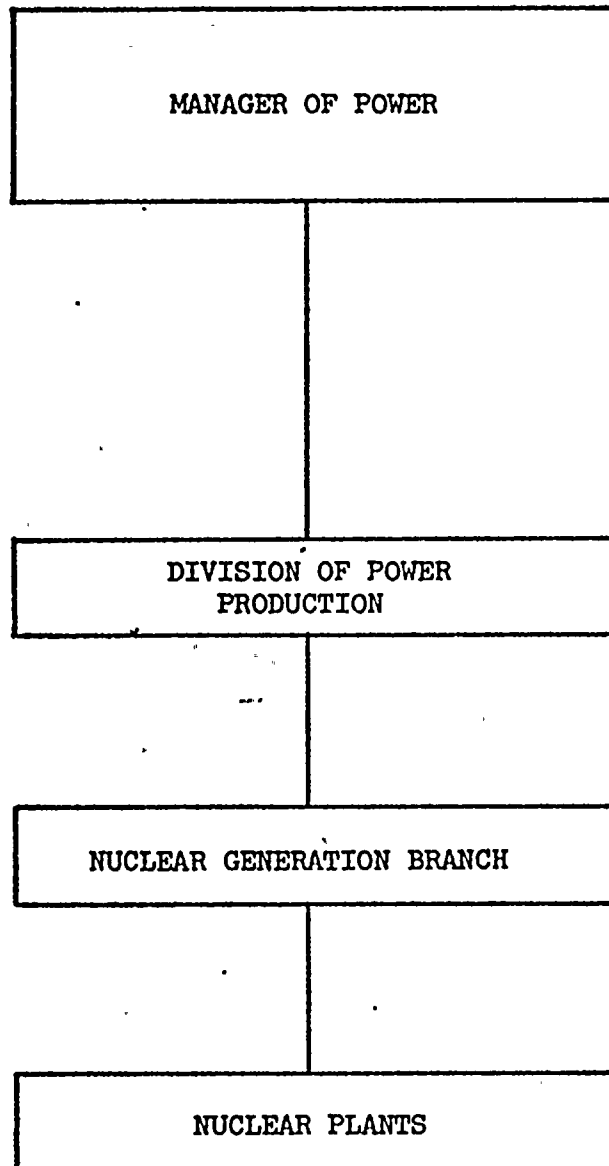 MANAGER OF POWER
DIVISION OF POWER
PRODUCTION
NUCLEAR GENERATION BRANCH
NUCLEAR PLANTS